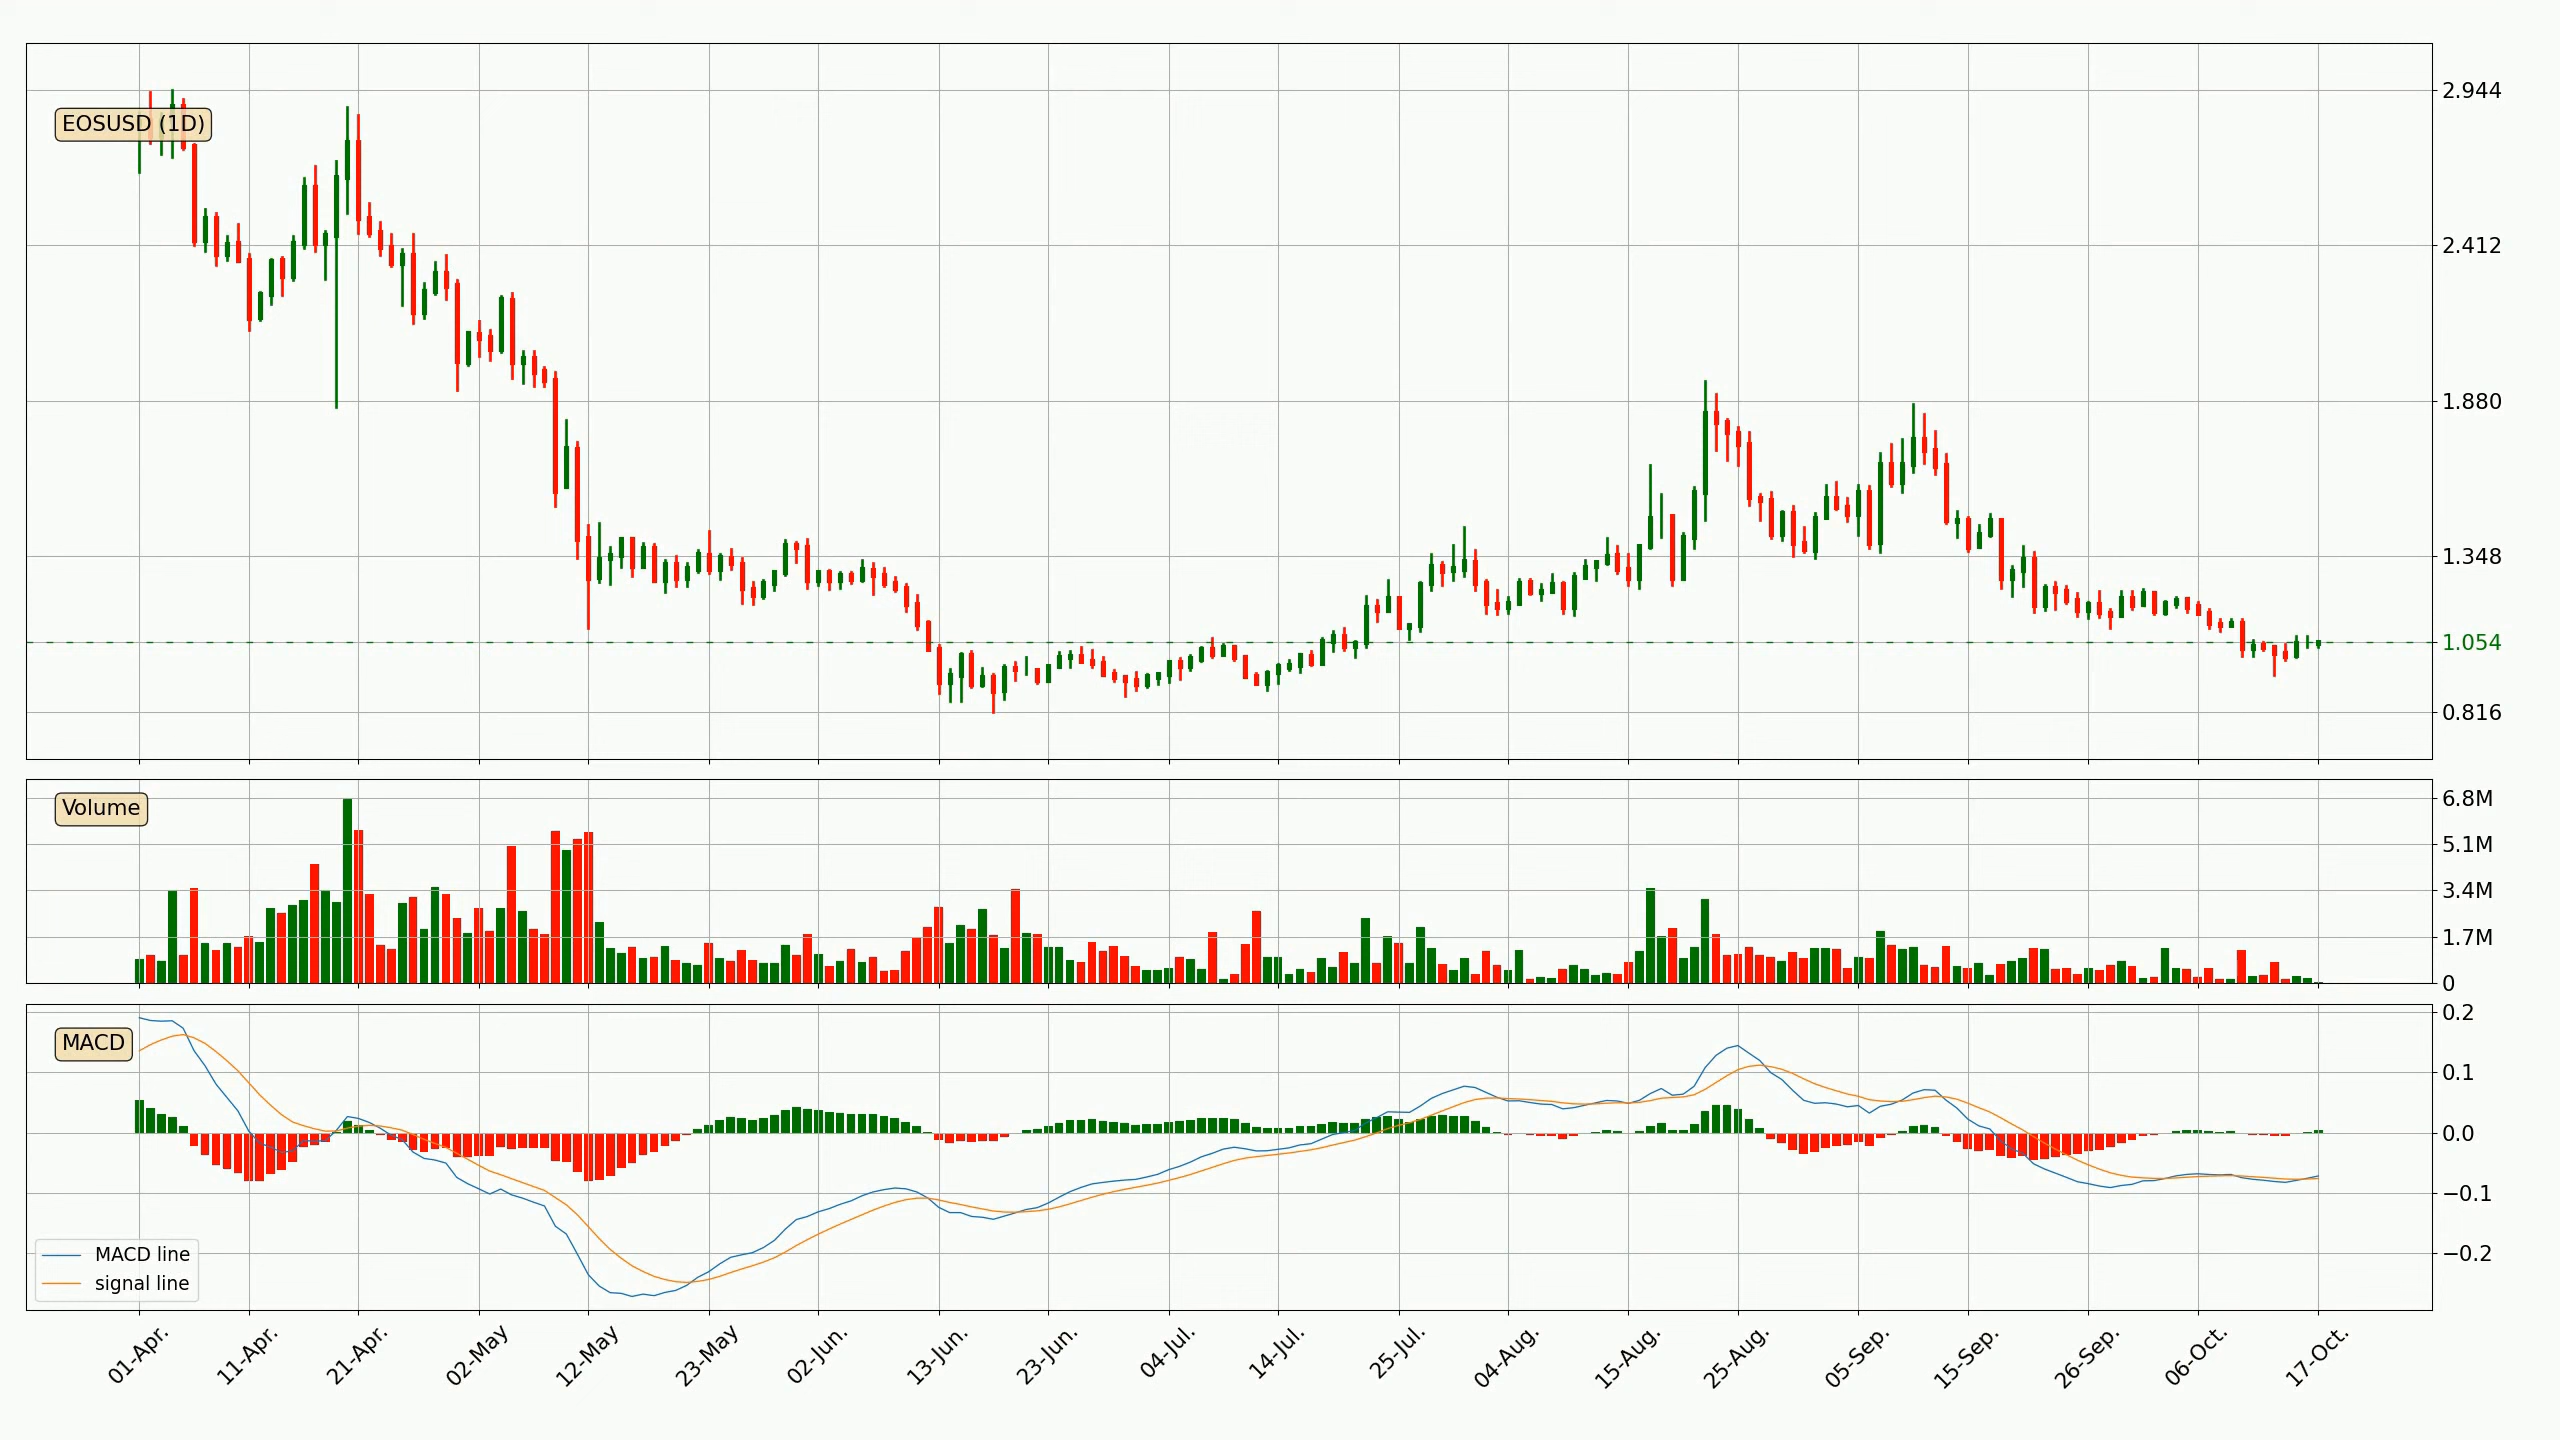 EOSUSD (1D)
2.944
2.412
1.880
1.348
1.054
0.816
Volume
6.8M
5.1M
3.4M
1.7M
0
MACD
0.2
0.1
0.0
−0.1
−0.2
MACD line
signal line
01-Apr.
11-Apr.
21-Apr.
02-May
12-May
23-May
02-Jun.
13-Jun.
23-Jun.
04-Jul.
14-Jul.
25-Jul.
04-Aug.
15-Aug.
25-Aug.
05-Sep.
15-Sep.
26-Sep.
06-Oct.
17-Oct.